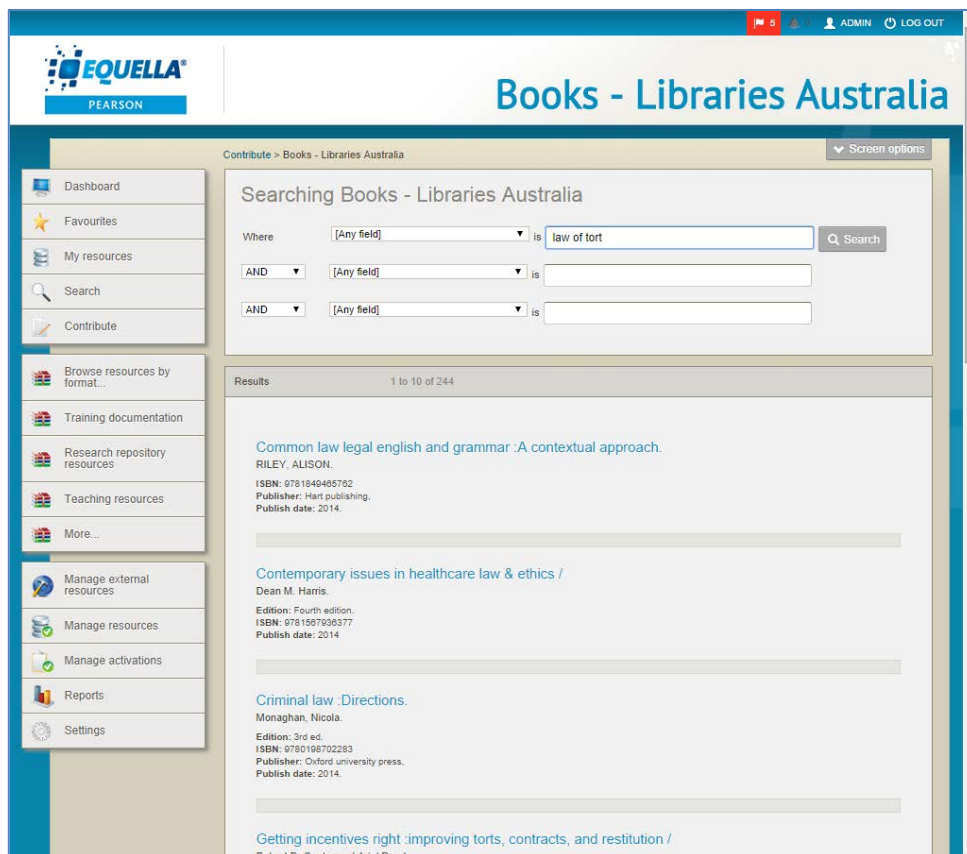 5 ADMIN LOG OUT
EQUELLA®
PEARSON
Books - Libraries Australia
Contribute > Books - Libraries Australia
Screen options
Dashboard
Favourites
My resources
Search
Contribute
Browse resources by
format...
Training documentation
Research repository
resources
Teaching resources
More...
Manage external
resources
Manage resources
Manage activations
Reports
Settings
Searching Books - Libraries Australia
Where [Any field] is law of tort Search
AND [Any field] is
AND [Any field] is
Results 1 to 10 of 244
Common law legal english and grammar :A contextual approach.
RILEY, ALISON.
ISBN: 9781849465762
Publisher: Hart publishing,
Publish date: 2014.
Contemporary issues in healthcare law & ethics /
Dean M. Harris.
Edition: Fourth edition.
ISBN: 9781567936377
Publish date: 2014
Criminal law :Directions.
Monaghan, Nicola.
Edition: 3rd ed.
ISBN: 9780198702283
Publisher: Oxford university press,
Publish date: 2014.
Getting incentives right :improving torts, contracts, and restitution /